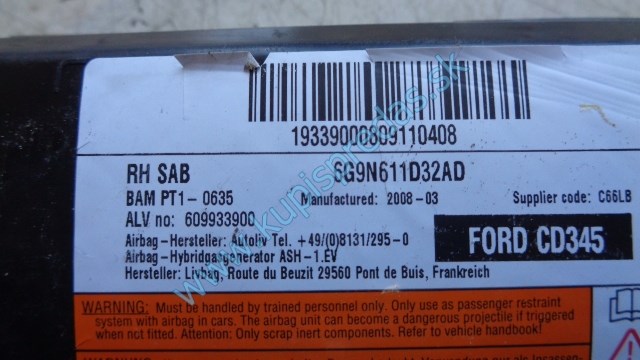 19339000809110408
RH SAB 6G9N611D32AD
BAM PT1-0635 Manufactured: 2008-03 Supplier code: C66LB
ALV no: 609933900
FORD CD345
Airbag-Hersteller: Autoliv Tel. +49/(0)8131/295-0
Airbag-Hybridgasgenerator ASH-1.EV
Hersteller: Livbag, Route du Beuzit 29560 Pont de Buis, Frankreich
WARNING: Must be handled by trained personnel only. Only use as passenger restraint
system with airbag in cars. The airbag unit can become a dangerous projectile if triggered
when not fitted. Attention: Only scrap inert components. Refer to vehicle handbook!
www.kupispredas.sk